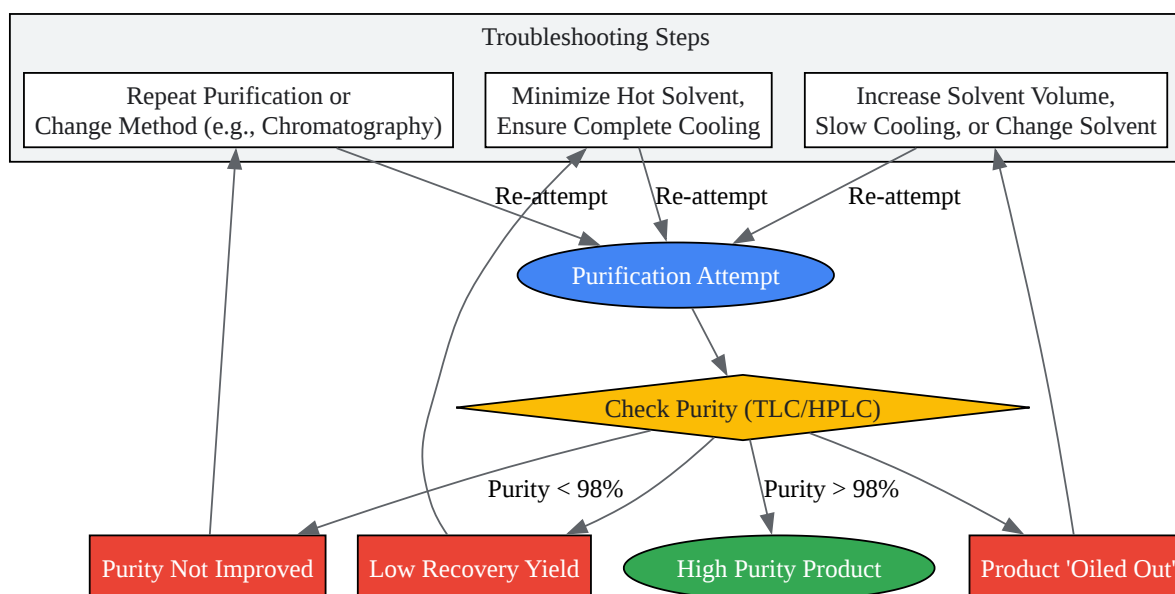 Troubleshooting Steps
Repeat Purification or
Change Method (e.g., Chromatography)
Minimize Hot Solvent,
Ensure Complete Cooling
Increase Solvent Volume,
Slow Cooling, or Change Solvent
Re-attempt
Re-attempt
Re-attempt
Purification Attempt
Check Purity (TLC/HPLC)
Purity < 98%
Purity > 98%
Purity Not Improved
Low Recovery Yield
High Purity Product
Product 'Oiled Out'